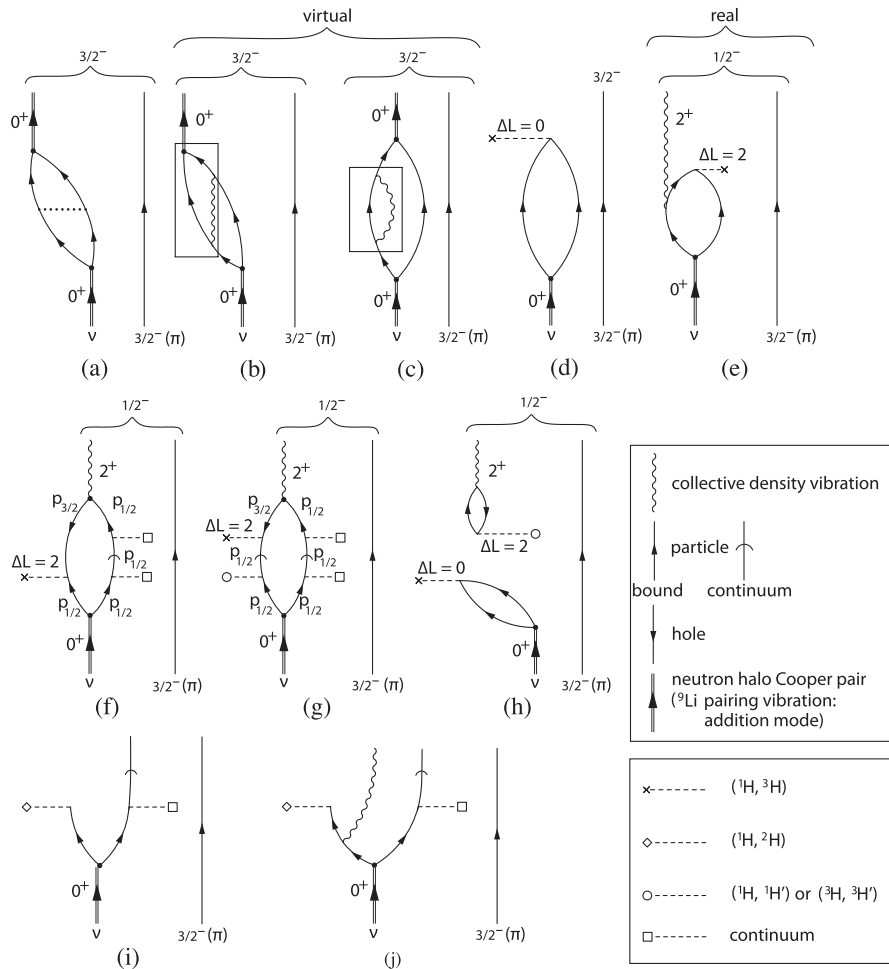 virtual
real
3/2⁻
3/2⁻
3/2⁻
3/2⁻
1/2⁻
0⁺
0⁺
0⁺
ΔL = 0
2⁺
ΔL = 2
0⁺
0⁺
0⁺
0⁺
ν
3/2⁻(π)
ν
3/2⁻(π)
ν
3/2⁻(π)
ν
3/2⁻(π)
ν
3/2⁻(π)
(a)
(b)
(c)
(d)
(e)
1/2⁻
1/2⁻
1/2⁻
2⁺
2⁺
2⁺
p3/2
p1/2
p3/2
p1/2
ΔL = 2
ΔL = 2
ΔL = 2
p1/2
p1/2
p1/2
ΔL = 0
p1/2
p1/2
p1/2
p1/2
0⁺
0⁺
0⁺
ν
3/2⁻(π)
ν
3/2⁻(π)
ν
3/2⁻(π)
(f)
(g)
(h)
collective density vibration
particle
bound
continuum
hole
neutron halo Cooper pair
(⁹Li pairing vibration:
addition mode)
0⁺
0⁺
ν
3/2⁻(π)
ν
3/2⁻(π)
(i)
(j)
(¹H, ³H)
(¹H, ²H)
(¹H, ¹H′) or (³H, ³H′)
continuum